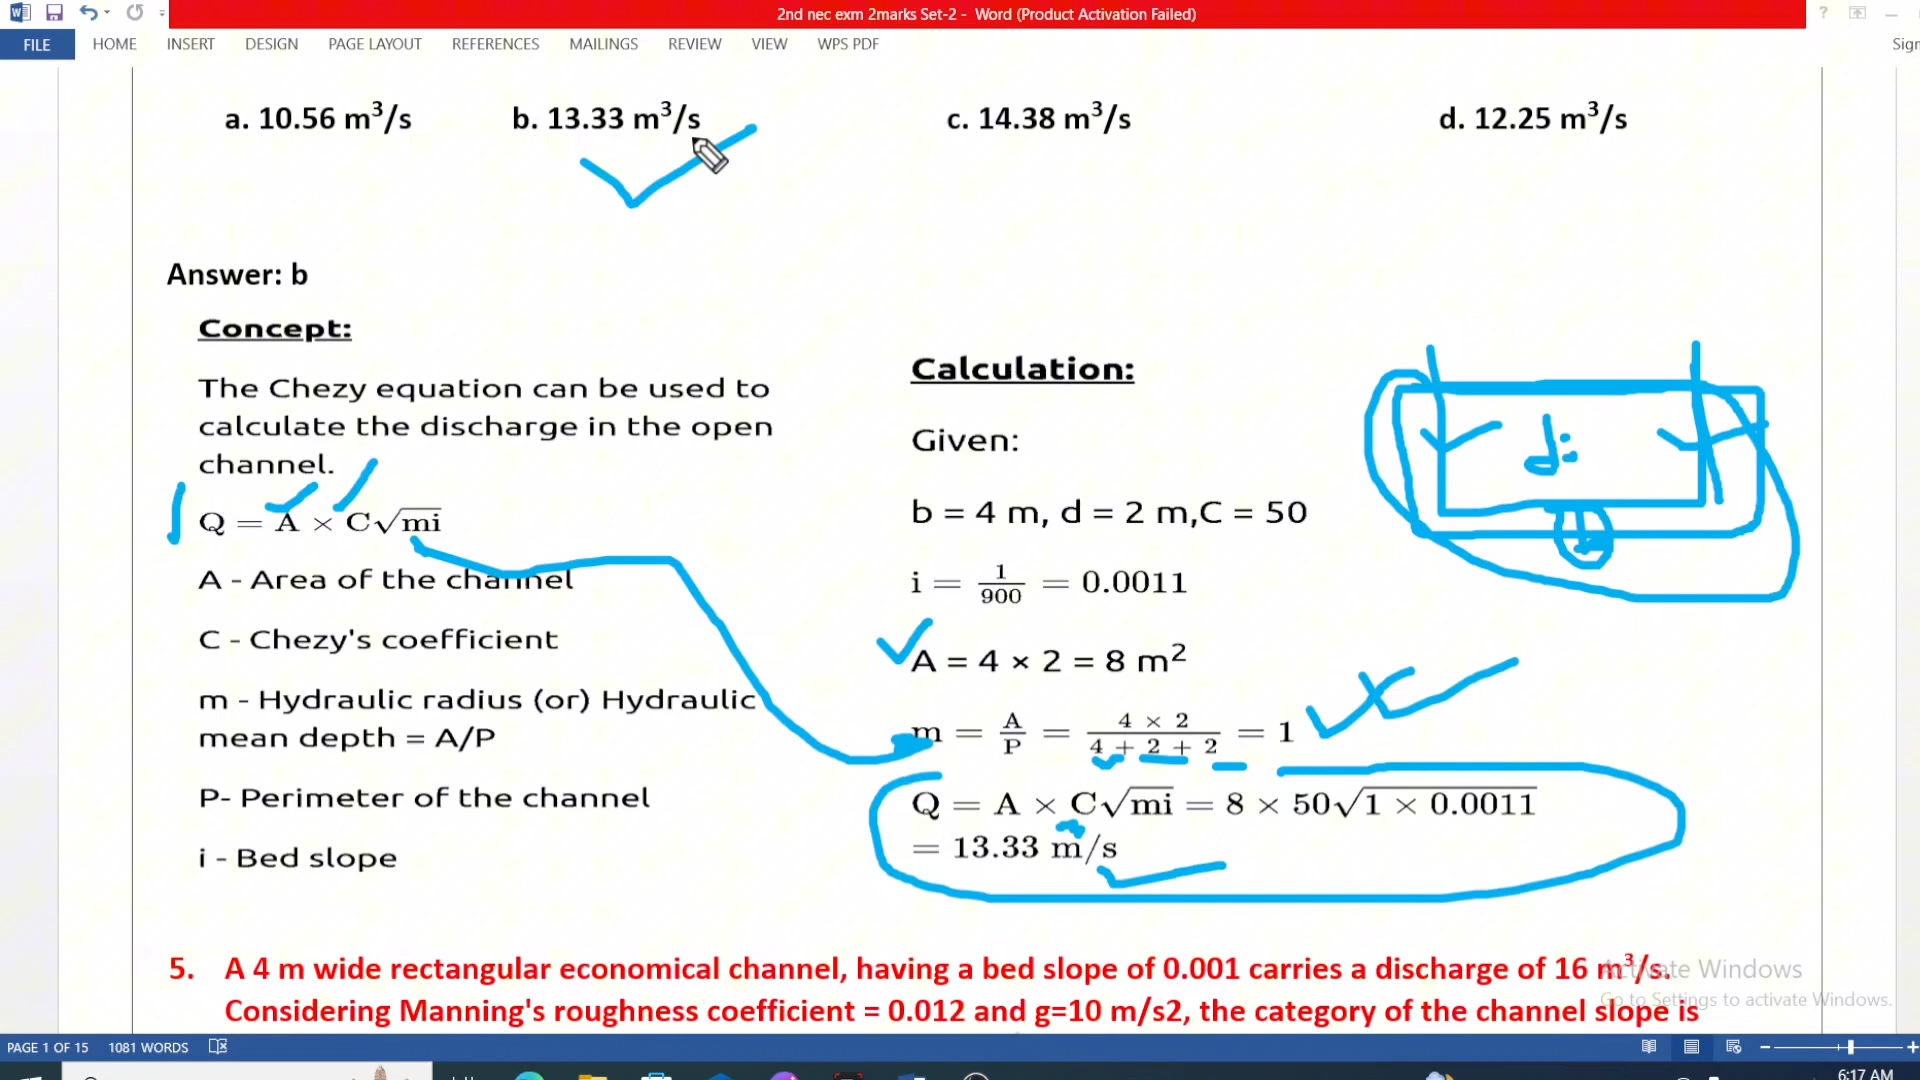 2nd nec exm 2marks Set-2 - Word (Product Activation Failed)
FILE HOME INSERT DESIGN PAGE LAYOUT REFERENCES MAILINGS REVIEW VIEW WPS PDF
a. 10.56 m³/s b. 13.33 m³/s c. 14.38 m³/s d. 12.25 m³/s
Answer: b
Concept:
The Chezy equation can be used to
calculate the discharge in the open
channel.
Q = A × C√mi
A - Area of the channel
C - Chezy's coefficient
m - Hydraulic radius (or) Hydraulic
mean depth = A/P
P- Perimeter of the channel
i - Bed slope
Calculation:
Given:
b = 4 m, d = 2 m,C = 50
i = 1/900 = 0.0011
A = 4 × 2 = 8 m²
m = A/P = (4 × 2)/(4 + 2 + 2) = 1
Q = A × C√mi = 8 × 50√1 × 0.0011
= 13.33 m/s
5. A 4 m wide rectangular economical channel, having a bed slope of 0.001 carries a discharge of 16 m³/s.
Considering Manning's roughness coefficient = 0.012 and g=10 m/s2, the category of the channel slope is
Activate Windows
Go to Settings to activate Windows.
PAGE 1 OF 15 1081 WORDS
6:17 AM